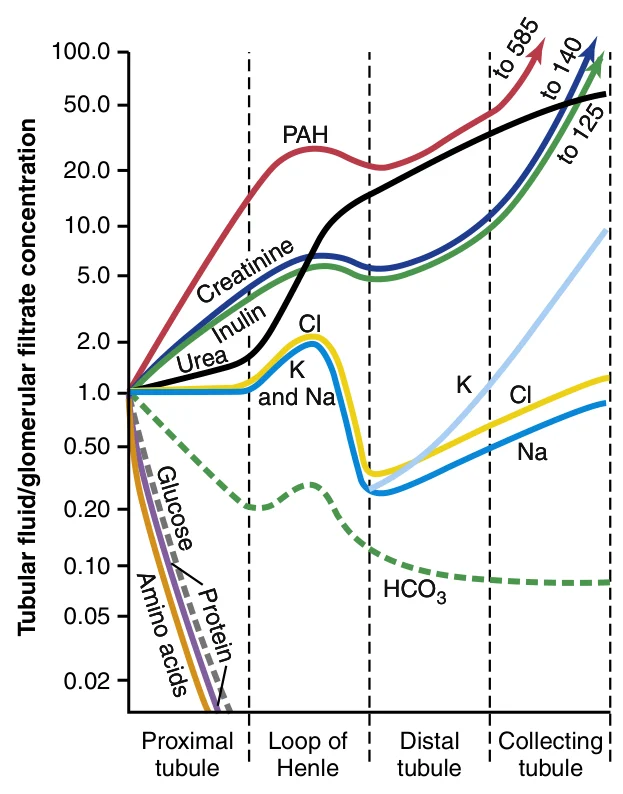 Tubular fluid/glomerular filtrate concentration
100.0
50.0
20.0
10.0
5.0
2.0
1.0
0.50
0.20
0.10
0.05
0.02
to 585
to 140
to 125
PAH
Creatinine
Inulin
Urea
Cl
K
and Na
K
Cl
Na
Glucose
Protein
Amino acids
HCO3
Proximal
tubule
Loop of
Henle
Distal
tubule
Collecting
tubule